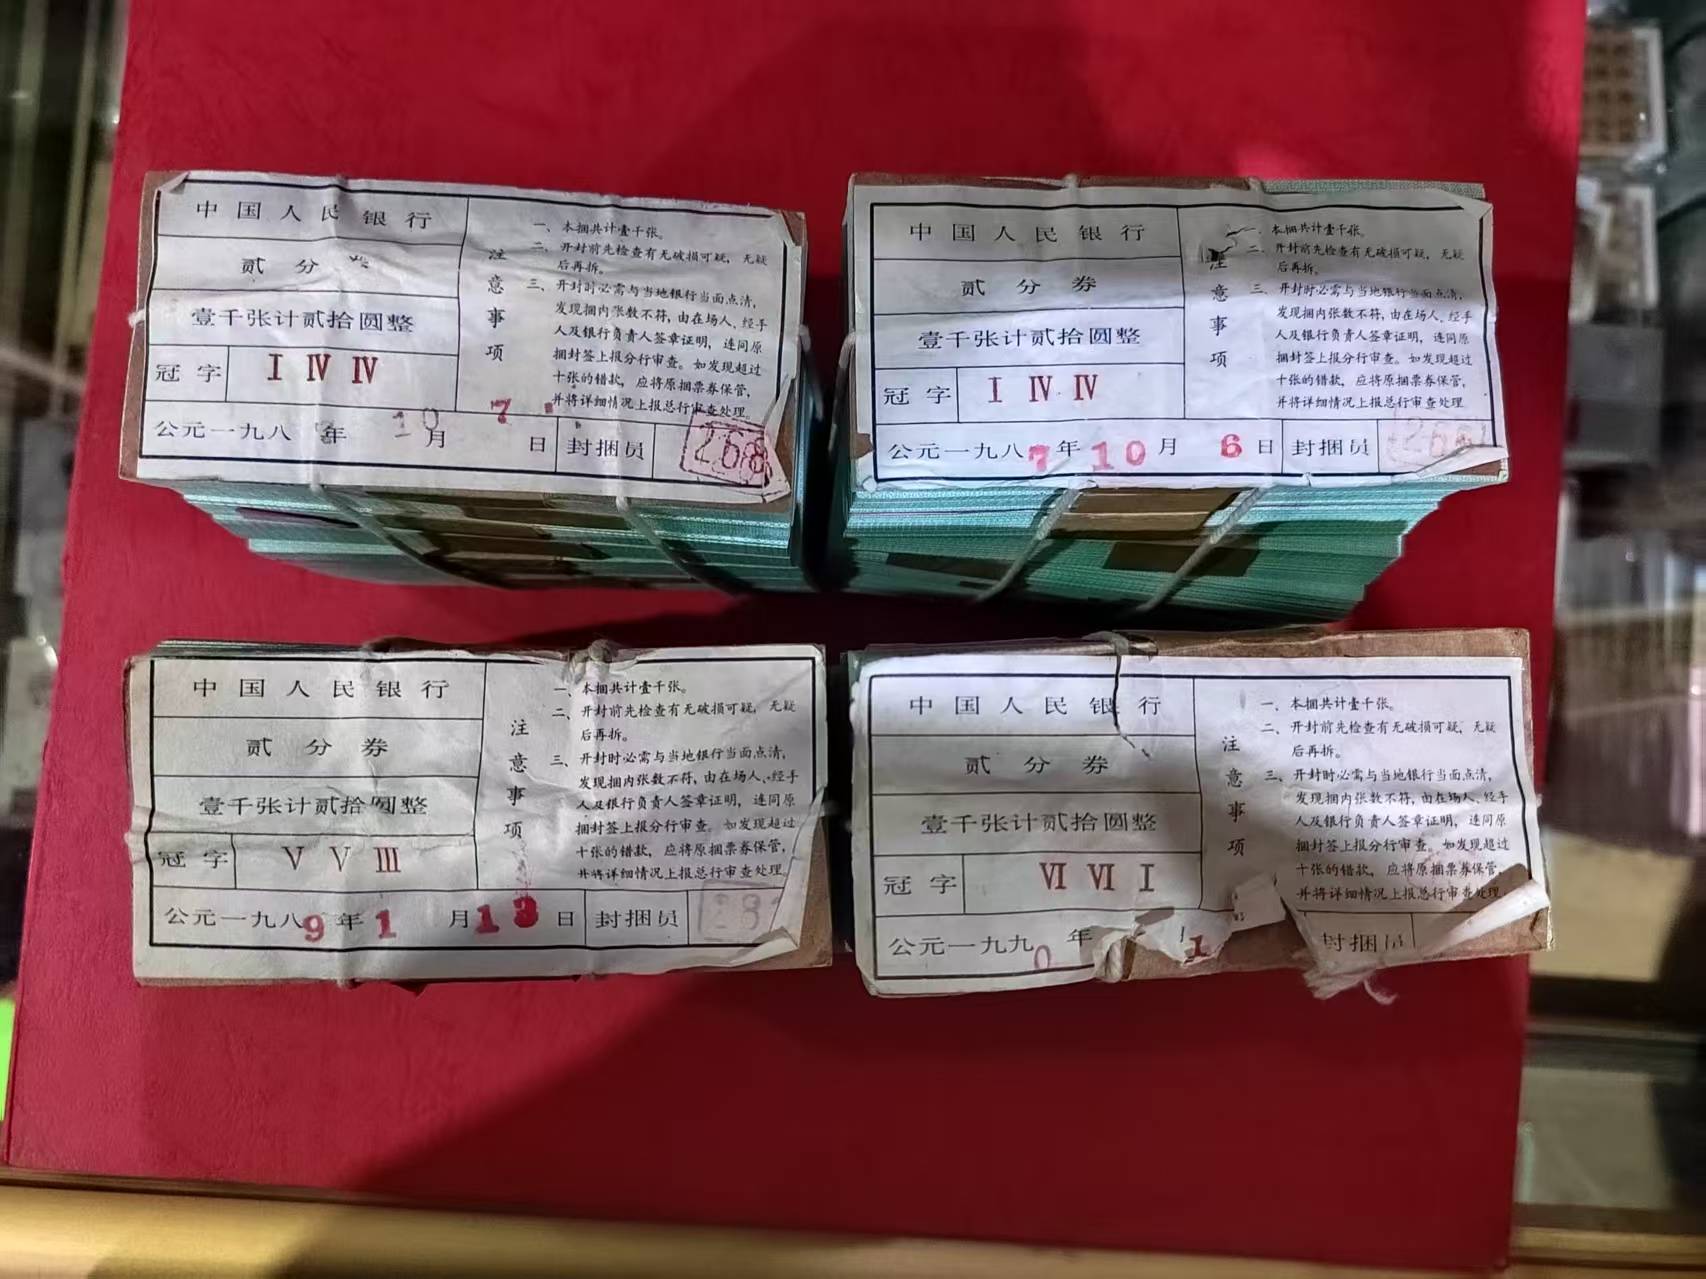 中国人民银行
贰分
壹千张计贰拾圆整
冠字 Ⅰ Ⅳ Ⅳ
公元一九八 年 10月 7 日 封捆员 268
注意事项
一、本捆共计壹千张。
二、开封前先检查有无破损可疑，无疑
后再拆。
三、开封时必需与当地银行当面点清，
发现捆内张数不符，由在场人、经手
人及银行负责人签章证明，连同原
捆封签上报分行审查。如发现超过
十张的错款，应将原捆票券保管，
并将详细情况上报总行审查处理
中国人民银行
贰分券
壹千张计贰拾圆整
冠字 Ⅰ Ⅳ Ⅳ
公元一九八7年10月6日 封捆员
注意事项
一、本捆共计壹千张。
二、开封前先检查有无破损可疑，无疑
后再拆。
三、开封时必需与当地银行当面点清，
发现捆内张数不符，由在场人、经手
人及银行负责人签章证明，连同原
捆封签上报分行审查。如发现超过
十张的错款，应将原捆票券保管，
并将详细情况上报总行审查处理
中国人民银行
贰分券
壹千张计贰拾圆整
冠字 Ⅴ Ⅴ Ⅲ
公元一九八9年1月13日 封捆员
注意事项
一、本捆共计壹千张。
二、开封前先检查有无破损可疑，无疑
后再拆。
三、开封时必需与当地银行当面点清，
发现捆内张数不符，由在场人、经手
人及银行负责人签章证明，连同原
捆封签上报分行审查。如发现超过
十张的错款，应将原捆票券保管，
并将详细情况上报总行审查处理
中国人民银行
贰分券
壹千张计贰拾圆整
冠字 Ⅵ Ⅵ Ⅰ
公元一九九0年 1 封捆员
注意事项
一、本捆共计壹千张。
二、开封前先检查有无破损可疑，无疑
后再拆。
三、开封时必需与当地银行当面点清，
发现捆内张数不符，由在场人、经手
人及银行负责人签章证明，连同原
捆封签上报分行审查。如发现超过
十张的错款，应将原捆票券保管，
并将详细情况上报总行审查处理